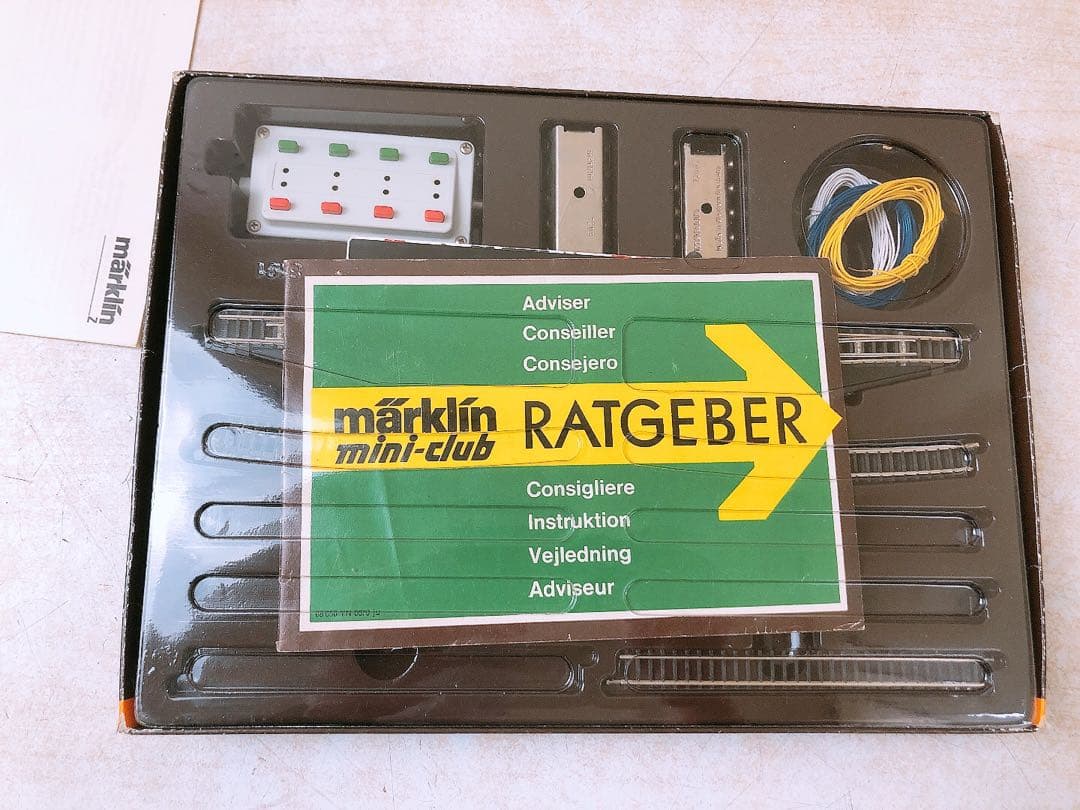 Adviser
Conseiller
Consejero
märklin
mini-club
RATGEBER
Consigliere
Instruktion
Vejledning
Adviseur
märklin
Z